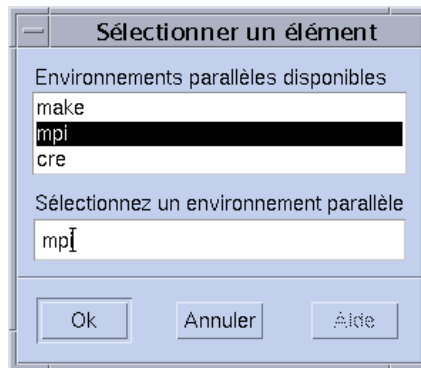 Sélectionner un élément
Environnements parallèles disponibles
make
mpi
cre
Sélectionnez un environnement parallèle
mpi
Ok Annuler Aide